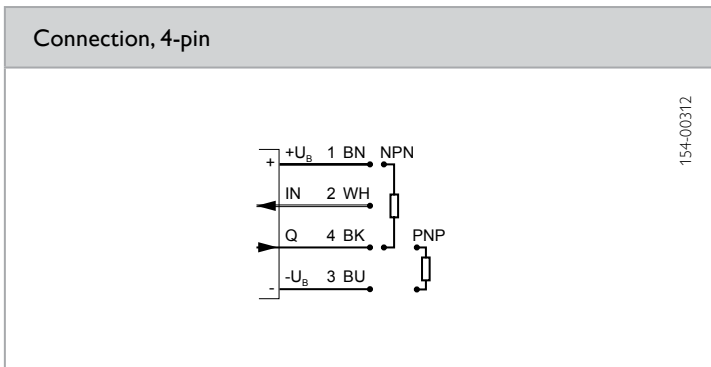 Connection, 4-pin
154-00312
+ +U_B 1 BN NPN
IN 2 WH
Q 4 BK PNP
- -U_B 3 BU